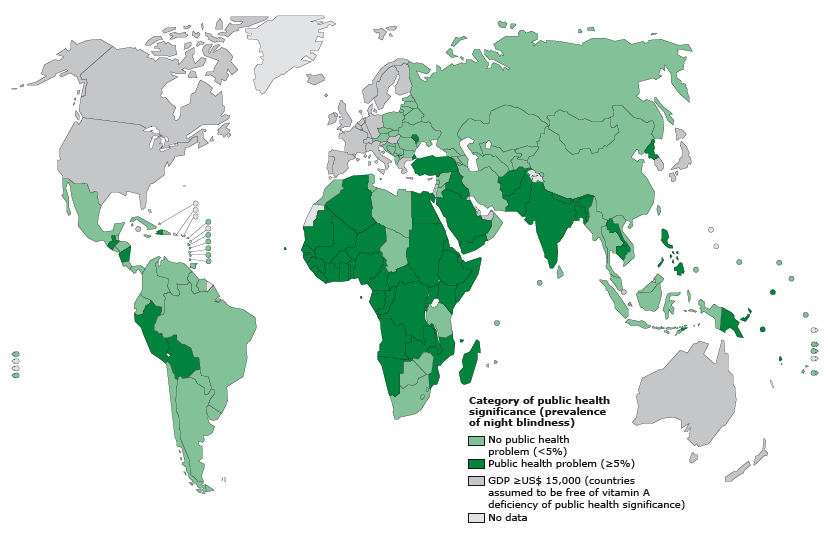 Category of public health
significance (prevalence
of night blindness)
No public health
problem (<5%)
Public health problem (≥5%)
GDP ≥US$ 15,000 (countries
assumed to be free of vitamin A
deficiency of public health significance)
No data